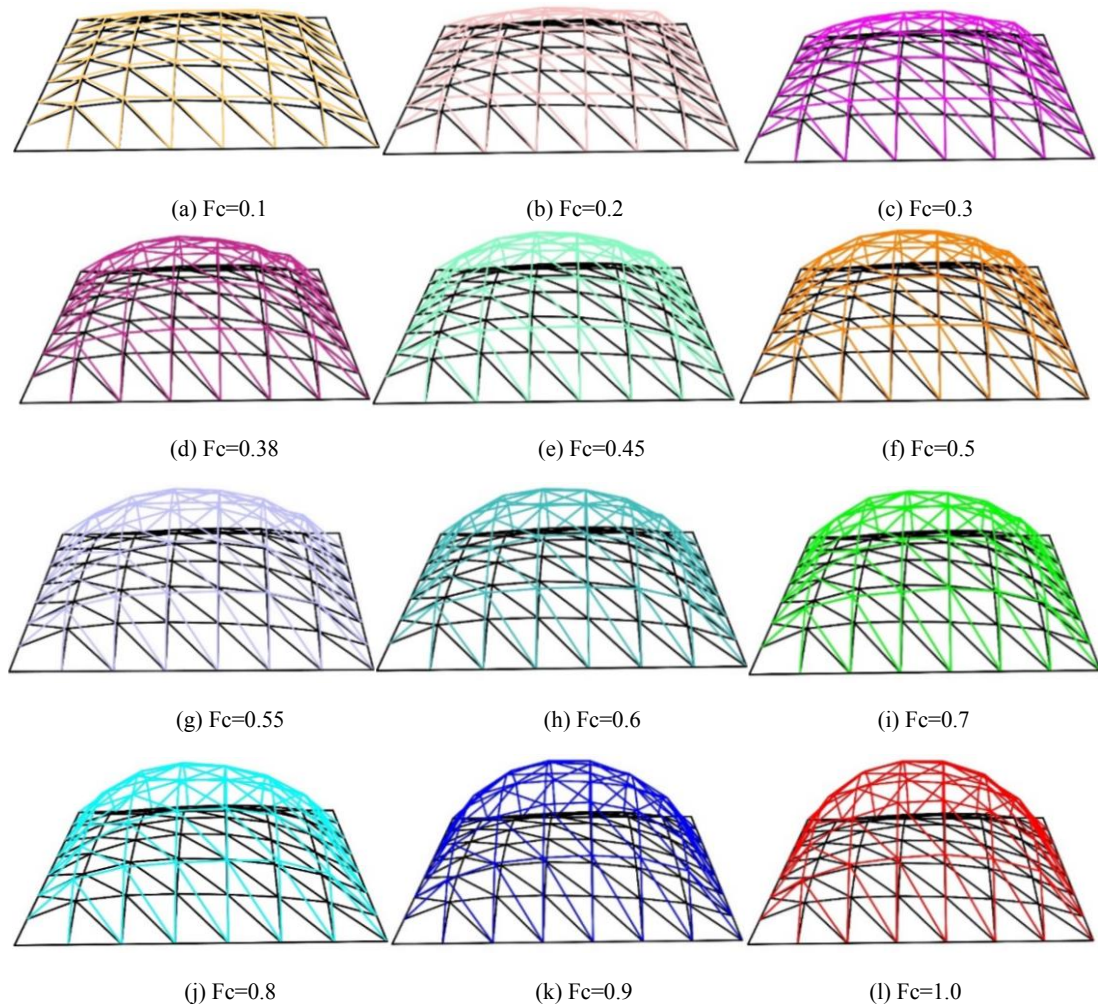 (a) Fc=0.1
(b) Fc=0.2
(c) Fc=0.3
(d) Fc=0.38
(e) Fc=0.45
(f) Fc=0.5
(g) Fc=0.55
(h) Fc=0.6
(i) Fc=0.7
(j) Fc=0.8
(k) Fc=0.9
(l) Fc=1.0